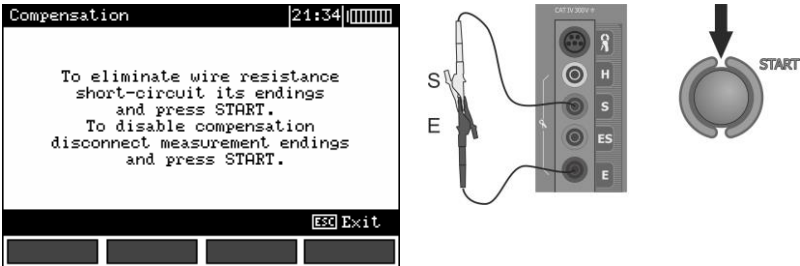 Compensation
21:34
To eliminate wire resistance
short-circuit its endings
and press START.
To disable compensation
disconnect measurement endings
and press START.
ESC Exit
S
E
CAT IV 300V
H
S
ES
E
START